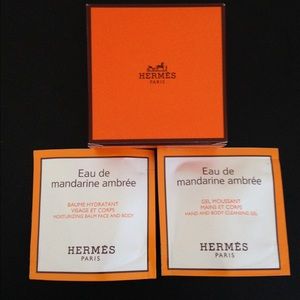 HERMÈS
PARIS
Eau de
mandarine ambrée
BAUME HYDRATANT
VISAGE ET CORPS
MOISTURIZING BALM FACE AND BODY
HERMÈS
PARIS
Eau de
mandarine ambrée
GEL MOUSSANT
MAINS ET CORPS
HAND AND BODY CLEANSING GEL
HERMÈS
PARIS